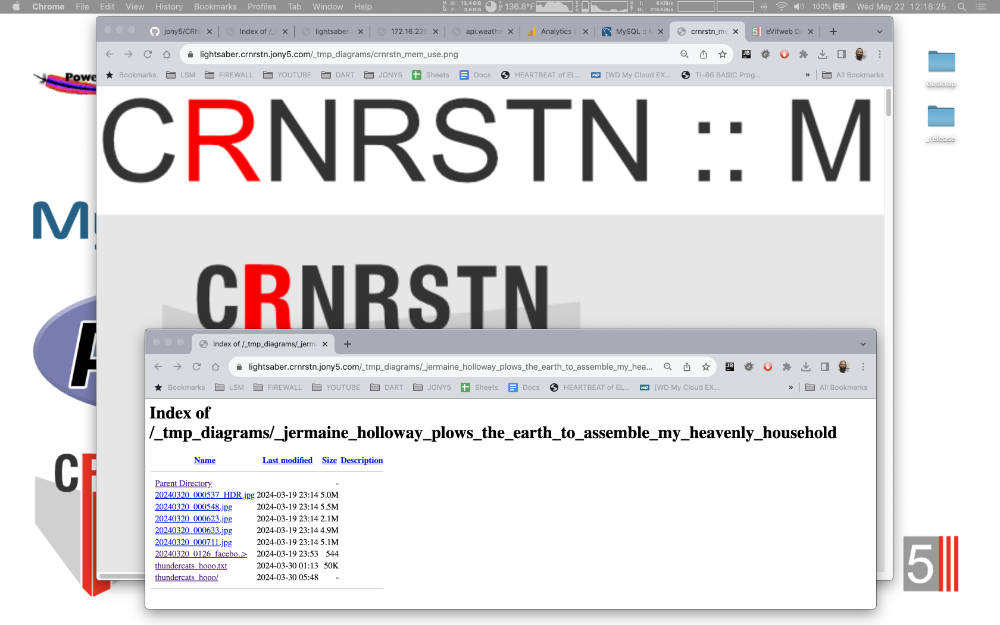 Chrome File Edit View History Bookmarks Profiles Tab Window Help 136.8°F 100% Wed May 22 12:18:25
jony5/CRN Index of /_ lightsaber. 172.16.225 api.weathe Analytics MySQL :: crnrstn_me eVifweb D
lightsaber.crnrstn.jony5.com/_tmp_diagrams/crnrstn_mem_use.png
Bookmarks LSM FIREWALL YOUTUBE DART JONY5 Sheets Docs HEARTBEAT of EL... [WD My Cloud EX... TI-86 BASIC Prog... » All Bookmarks
CRNRSTN :: M
CRNRSTN
Powe
My
desktop
_release
Index of /_tmp_diagrams/_jerm
lightsaber.crnrstn.jony5.com/_tmp_diagrams/_jermaine_holloway_plows_the_earth_to_assemble_my_hea...
Bookmarks LSM FIREWALL YOUTUBE DART JONY5 Sheets Docs HEARTBEAT of EL... [WD My Cloud EX... » All Bookmarks
Index of
/_tmp_diagrams/_jermaine_holloway_plows_the_earth_to_assemble_my_heavenly_household
Name Last modified Size Description
Parent Directory -
20240320_000537_HDR.jpg 2024-03-19 23:14 5.0M
20240320_000548.jpg 2024-03-19 23:14 5.5M
20240320_000623.jpg 2024-03-19 23:14 2.1M
20240320_000633.jpg 2024-03-19 23:14 4.9M
20240320_000711.jpg 2024-03-19 23:14 5.1M
20240320_0126_facebo..> 2024-03-19 23:53 544
thundercats_hooo.txt 2024-03-30 01:13 50K
thundercats_hooo/ 2024-03-30 05:48 -
CR
5